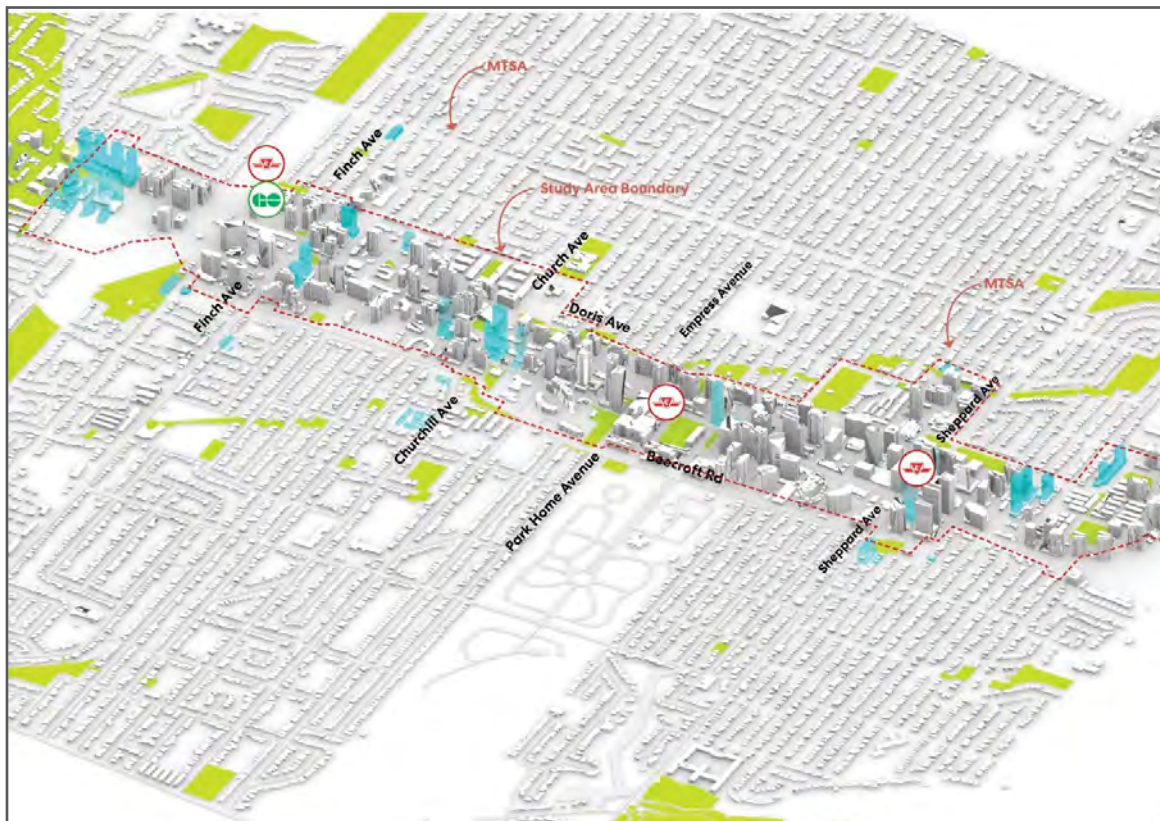 MTSA
Finch Ave
GO
Study Area Boundary
Church Ave
Doris Ave
Empress Avenue
MTSA
Finch Ave
Sheppard Ave
Churchill Ave
Beecroft Rd
Park Home Avenue
Sheppard Ave